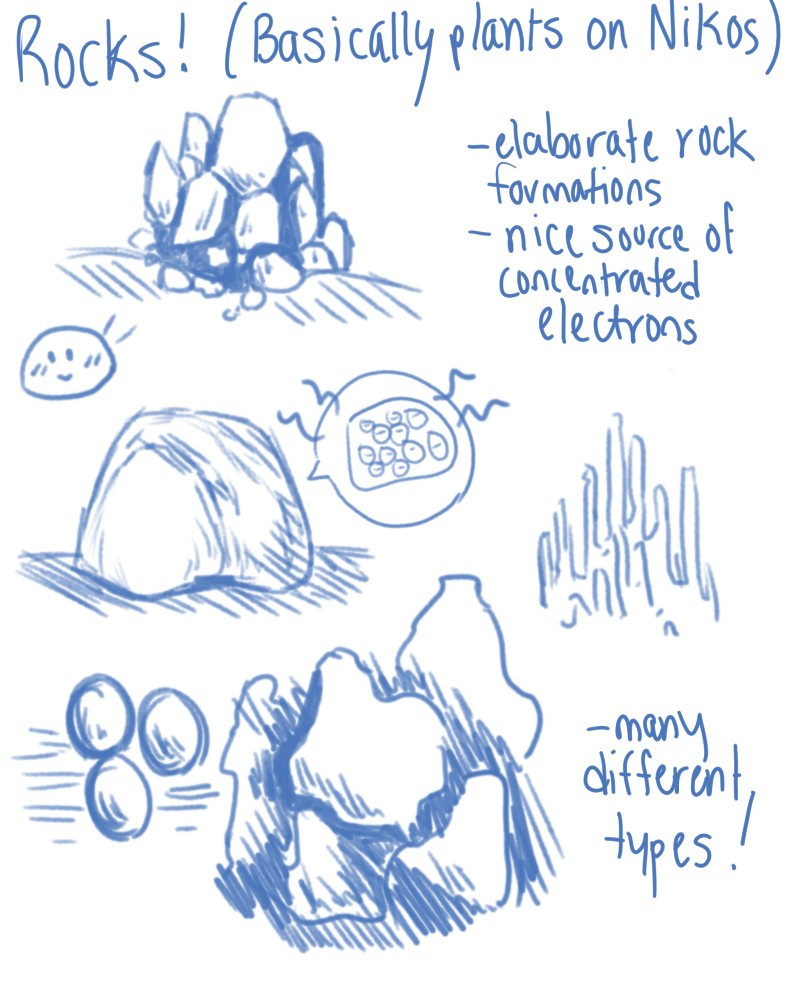 Rocks! (Basically plants on Nikos)
-elaborate rock
formations
- nice source of
concentrated
electrons
-many
different
types!